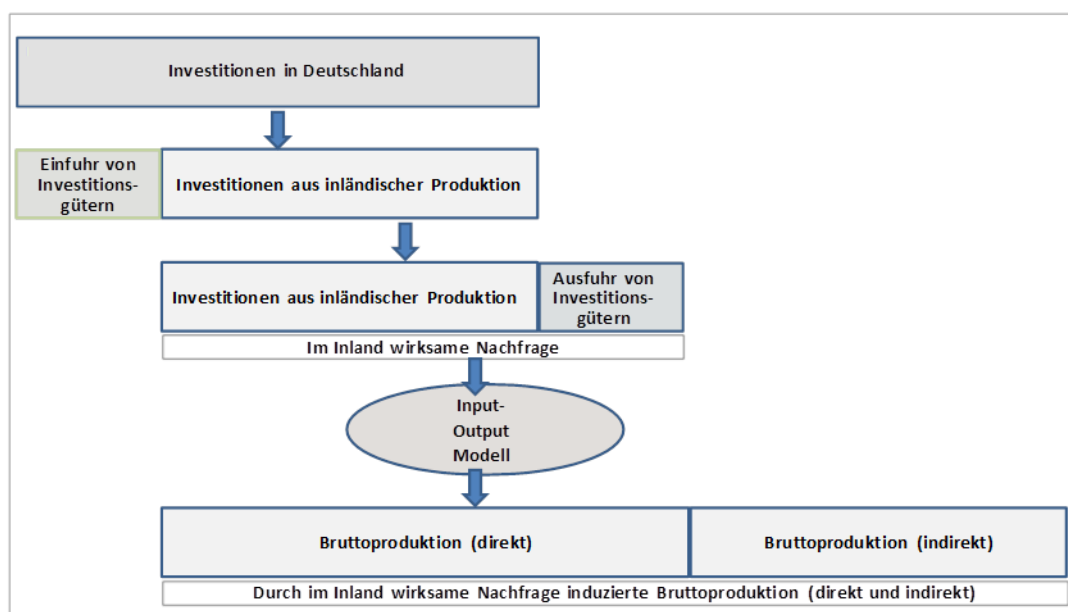 Investitionen in Deutschland
Einfuhr von
Investitions-
gütern
Investitionen aus inländischer Produktion
Investitionen aus inländischer Produktion
Ausfuhr von
Investitions-
gütern
Im Inland wirksame Nachfrage
Input-
Output
Modell
Bruttoproduktion (direkt)
Bruttoproduktion (indirekt)
Durch im Inland wirksame Nachfrage induzierte Bruttoproduktion (direkt und indirekt)